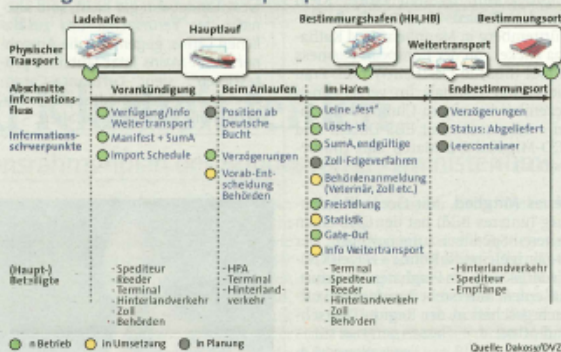 Ladehafen
Hauptlauf
Bestimmungshafen (HH,HB)
Bestimmungsort
Weitertransport
Physischer
Transport
Abschnitte
Informations-
fluss
Vorankündigung
Beim Anlaufen
Im Hafen
Endbestimmungsort
Informations-
schwerpunkte
Verfügung/Info
Weitertransport
Manifest + SumA
Import Schedule
Position ab
Deutsche
Bucht
Verzögerungen
Vorab-Ent-
scheidung
Behörden
Leine „fest“
Lösch-st
SumA, endgültige
Zoll-Folgeverfahren
Behördenanmeldung
(Veterinär, Zoll etc.)
Freistellung
Statistik
Gate-Out
Info Weitertransport
Verzögerungen
Status: Abgeliefert
Leercontainer
(Haupt-)
Beteiligte
- Spediteur
- Reeder
- Terminal
- Hinterlandverkehr
- Zoll
- Behörden
- HPA
- Terminal
- Hinterland-
verkehr
- Terminal
- Spediteur
- Reeder
- Hinterlandverkehr
- Zoll
- Behörden
- Hinterlandverkehr
- Spediteur
- Empfänge
n Betrieb
in Umsetzung
in Planung
Quelle: Dakosy/DVZ